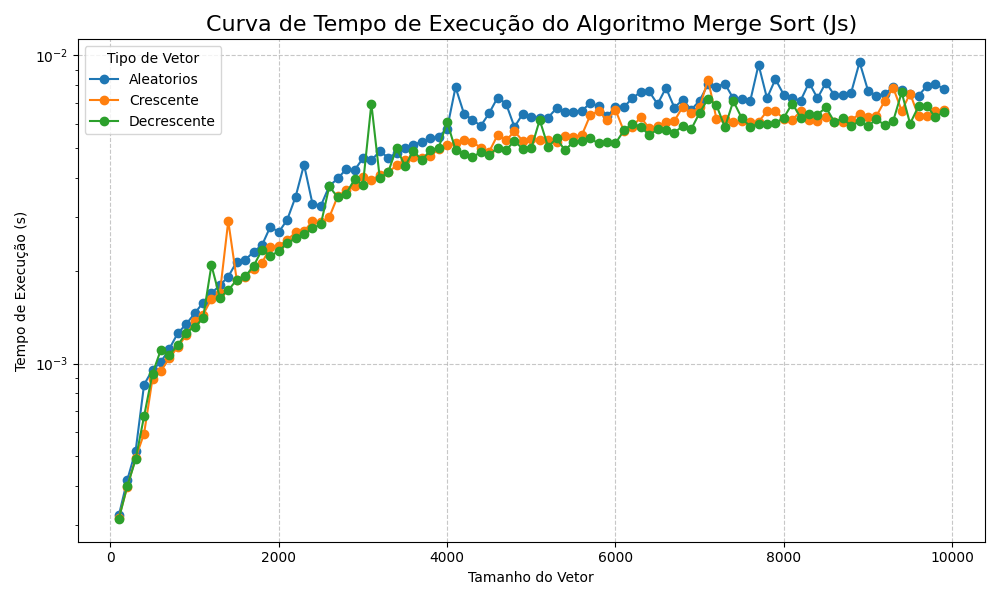 Curva de Tempo de Execução do Algoritmo Merge Sort (Js)
Tipo de Vetor
Aleatorios
Crescente
Decrescente
Tempo de Execução (s)
10⁻²
10⁻³
0 2000 4000 6000 8000 10000
Tamanho do Vetor